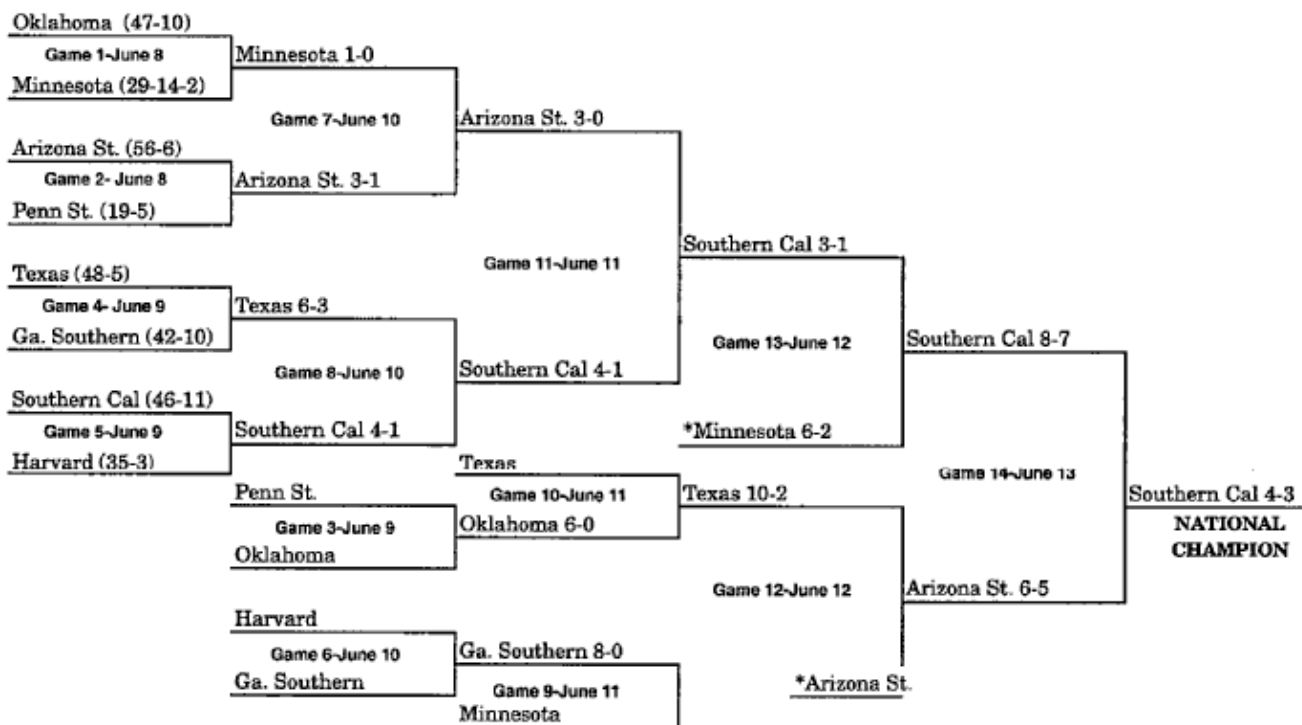 Oklahoma (47-10)
Game 1-June 8
Minnesota (29-14-2)
Minnesota 1-0
Game 7-June 10
Arizona St. (56-6)
Game 2- June 8
Penn St. (19-5)
Arizona St. 3-1
Arizona St. 3-0
Game 11-June 11
Texas (48-5)
Game 4- June 9
Ga. Southern (42-10)
Texas 6-3
Game 8-June 10
Southern Cal (46-11)
Game 5-June 9
Harvard (35-3)
Southern Cal 4-1
Southern Cal 4-1
Southern Cal 3-1
Game 13-June 12
*Minnesota 6-2
Southern Cal 8-7
Game 14-June 13
Texas
Game 10-June 11
Penn St.
Game 3-June 9
Oklahoma
Oklahoma 6-0
Texas 10-2
Game 12-June 12
Southern Cal 4-3
NATIONAL
CHAMPION
Arizona St. 6-5
*Arizona St.
Harvard
Game 6-June 10
Ga. Southern
Ga. Southern 8-0
Game 9-June 11
Minnesota